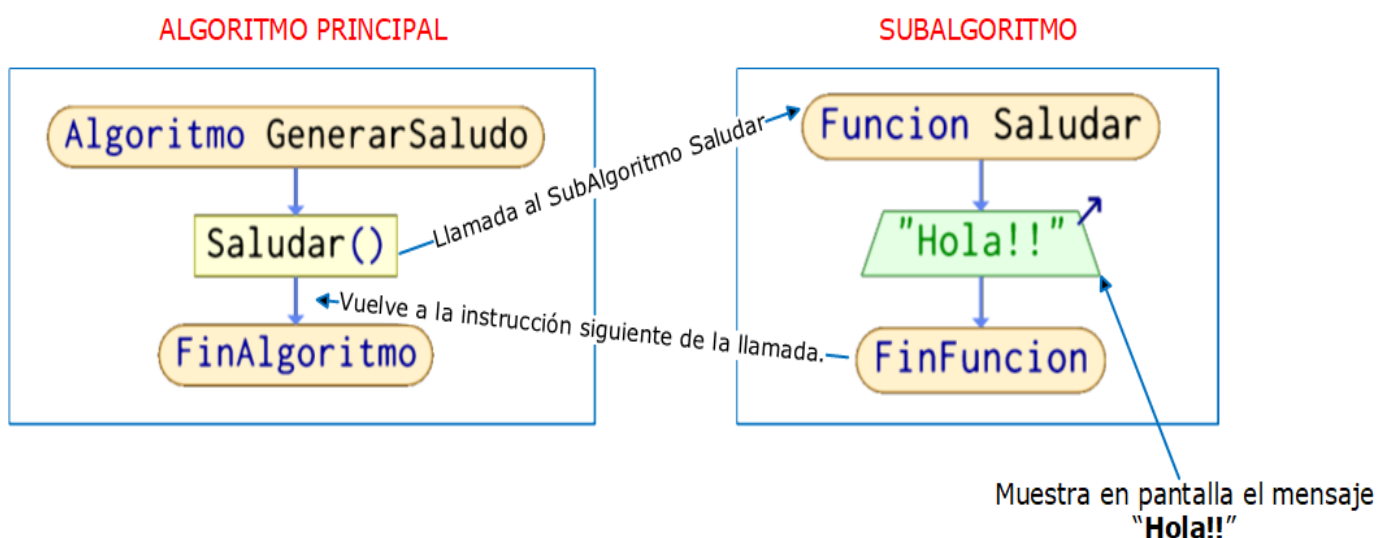 ALGORITMO PRINCIPAL
SUBALGORITMO
Algoritmo GenerarSaludo
Saludar()
FinAlgoritmo
Llamada al SubAlgoritmo Saludar
Vuelve a la instrucción siguiente de la llamada.
Funcion Saludar
"Hola!!"
FinFuncion
Muestra en pantalla el mensaje
“Hola!!”